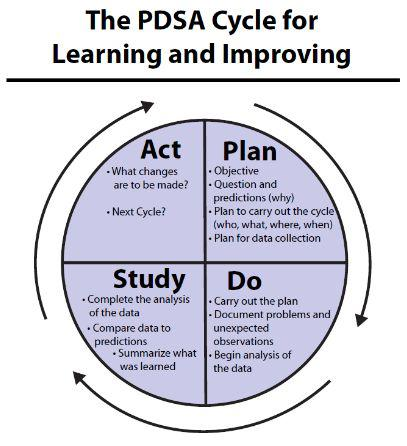 The PDSA Cycle for
Learning and Improving
Act
• What changes
are to be made?
• Next Cycle?
Plan
• Objective
• Question and
predictions (why)
• Plan to carry out the cycle
(who, what, where, when)
• Plan for data collection
Study
• Complete the analysis
of the data
• Compare data to
predictions
• Summarize what
was learned
Do
• Carry out the plan
• Document problems and
unexpected
observations
• Begin analysis of
the data